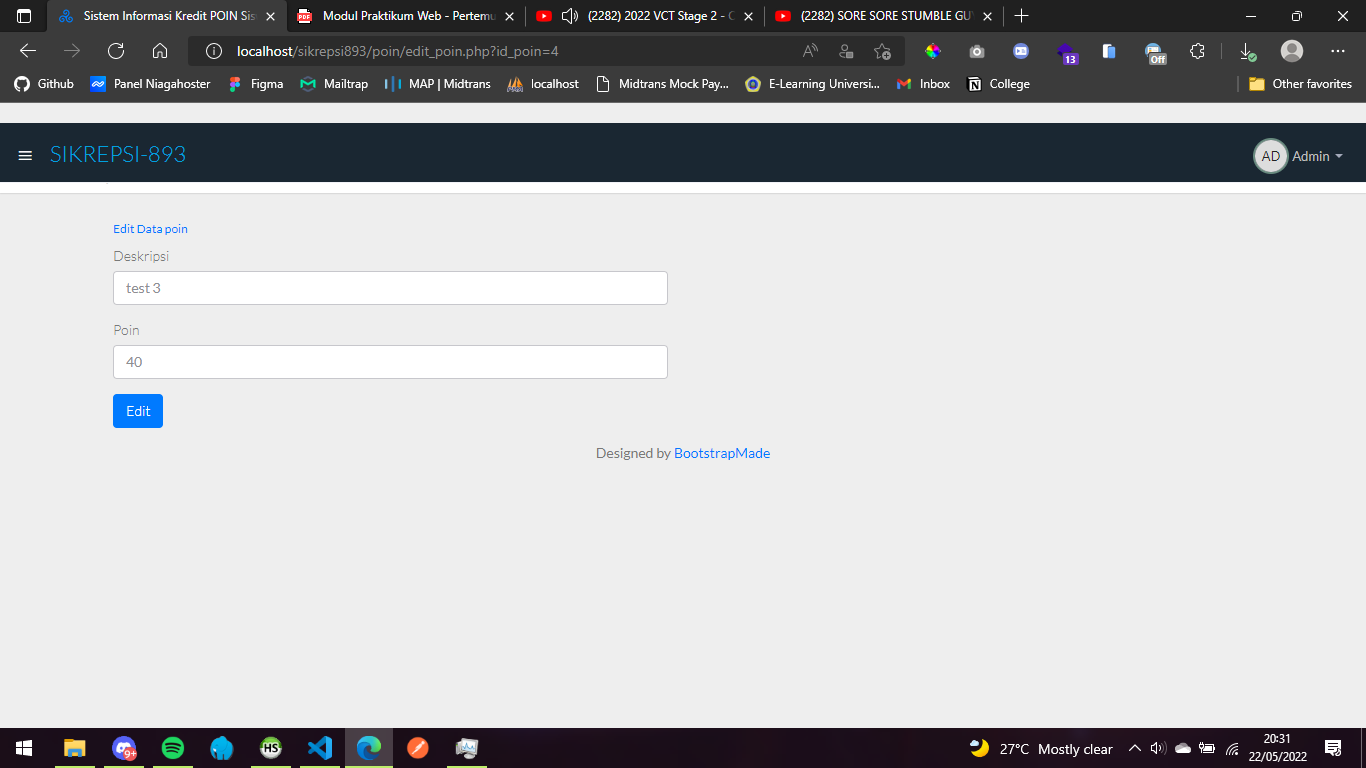 Sistem Informasi Kredit POIN Sis
Modul Praktikum Web - Pertemu
(2282) 2022 VCT Stage 2 - C
(2282) SORE SORE STUMBLE GU
localhost/sikrepsi893/poin/edit_poin.php?id_poin=4
13
Off
Github
Panel Niagahoster
Figma
Mailtrap
MAP | Midtrans
localhost
Midtrans Mock Pay...
E-Learning Universi...
Inbox
College
Other favorites
SIKREPSI-893
AD
Admin
Edit Data poin
Deskripsi
test 3
Poin
40
Edit
Designed by BootstrapMade
9+
HS
27°C Mostly clear
20:31
22/05/2022